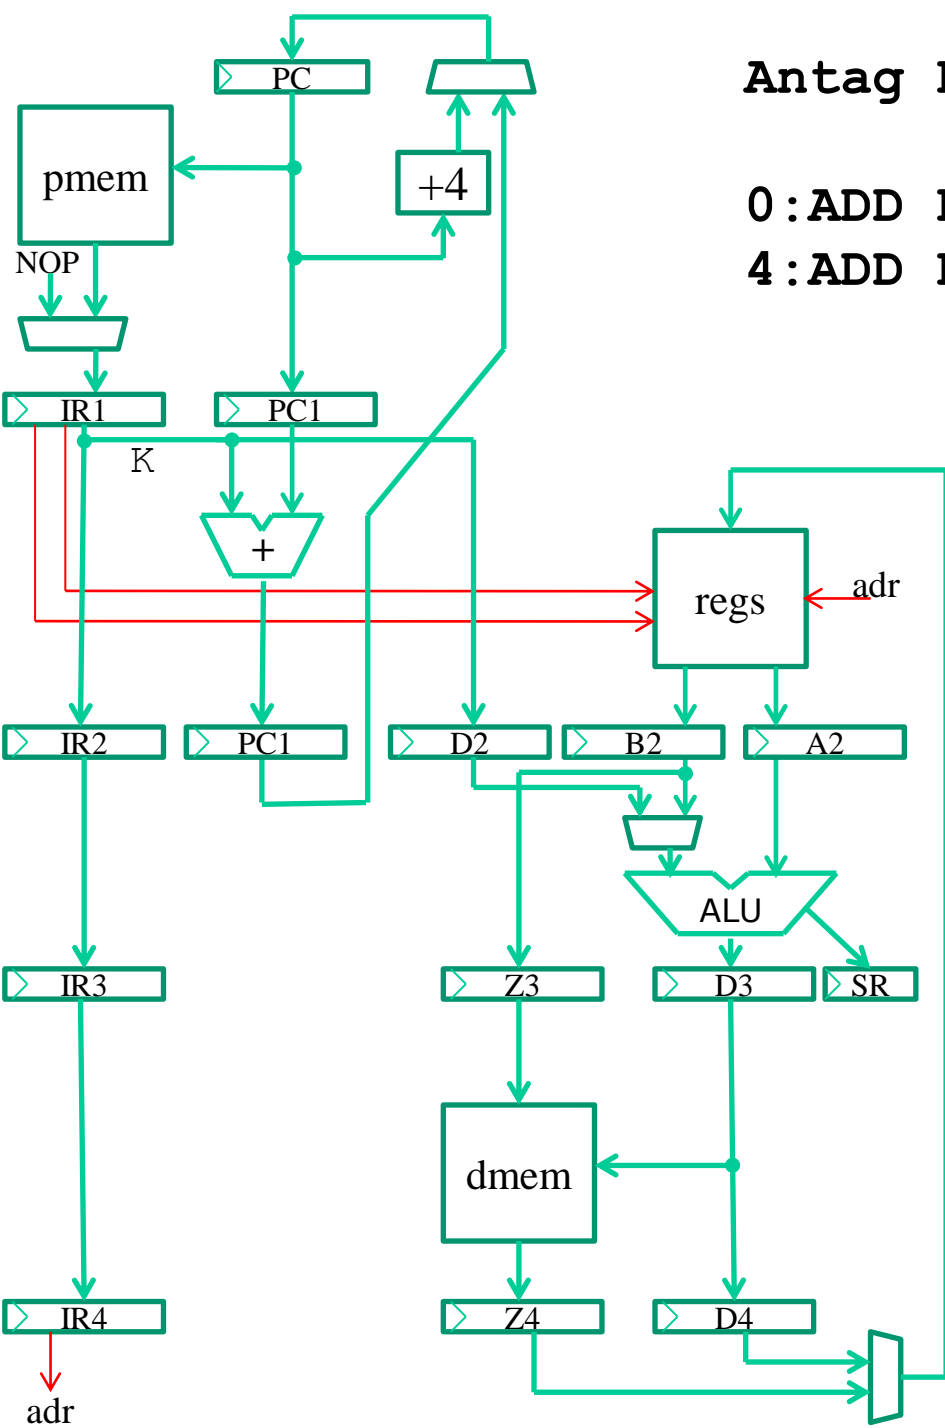 Antag
PC
pmem
+4
0:ADD
NOP
4:ADD
IR1
PC1
K
+
regs
adr
IR2
PC1
D2
B2
A2
ALU
IR3
Z3
D3
SR
dmem
IR4
Z4
D4
adr